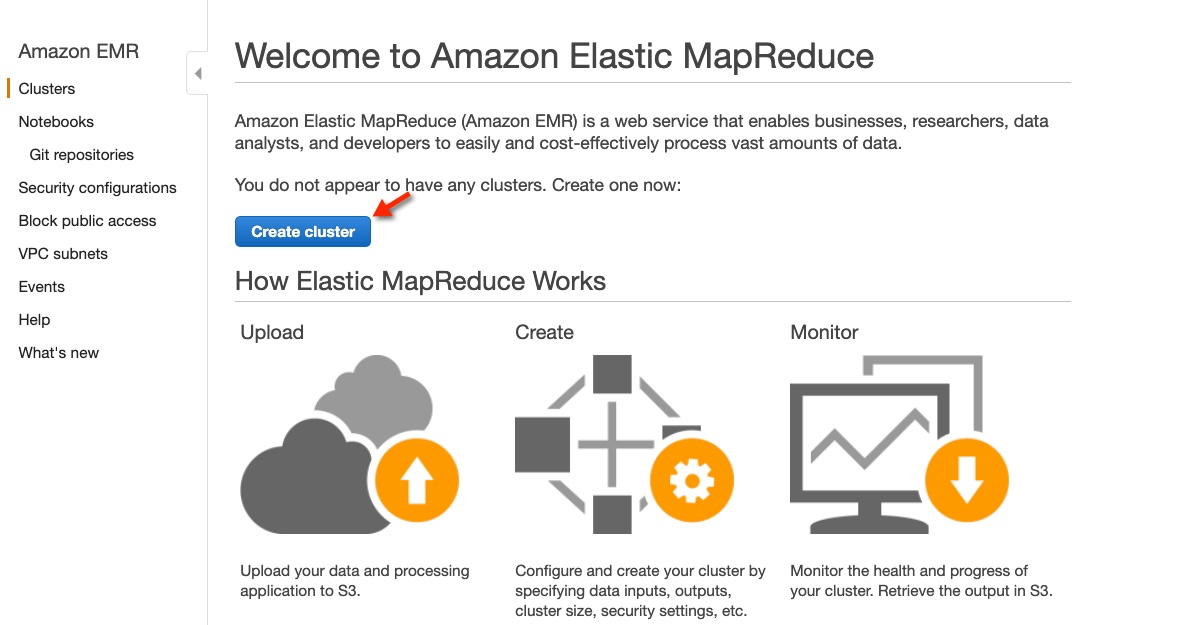 Amazon EMR
Clusters
Notebooks
Git repositories
Security configurations
Block public access
VPC subnets
Events
Help
What's new
Welcome to Amazon Elastic MapReduce
Amazon Elastic MapReduce (Amazon EMR) is a web service that enables businesses, researchers, data
analysts, and developers to easily and cost-effectively process vast amounts of data.
You do not appear to have any clusters. Create one now:
Create cluster
How Elastic MapReduce Works
Upload
Upload your data and processing
application to S3.
Create
Configure and create your cluster by
specifying data inputs, outputs,
cluster size, security settings, etc.
Monitor
Monitor the health and progress of
your cluster. Retrieve the output in S3.